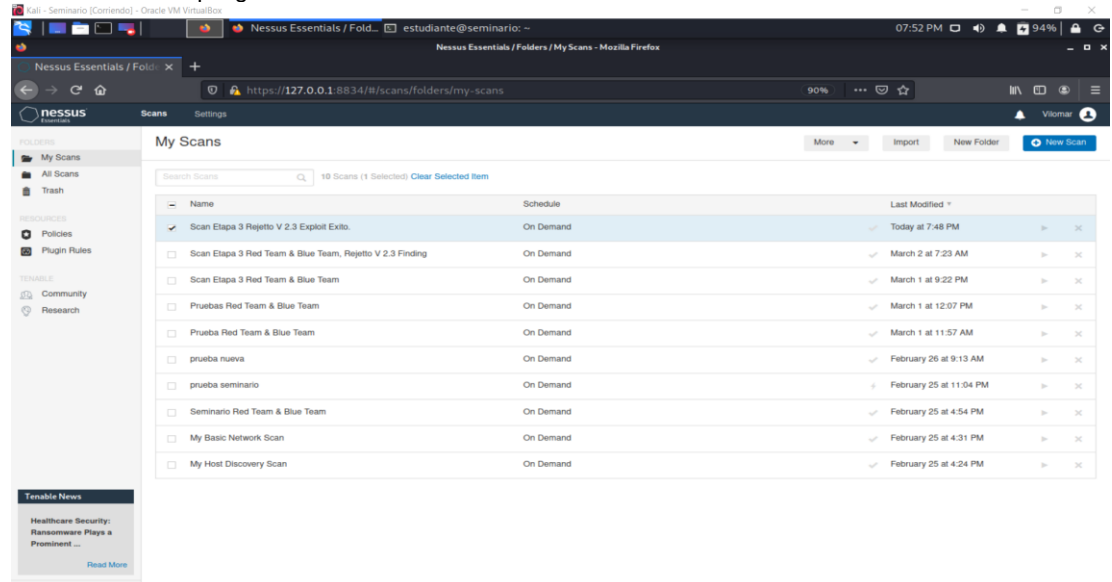 Kali - Seminario [Corriendo] - Oracle VM VirtualBox
Nessus Essentials / Fold... estudiante@seminario: ~ 07:52 PM 94%
Nessus Essentials / Folders / My Scans - Mozilla Firefox
Nessus Essentials / Fold
https://127.0.0.1:8834/#/scans/folders/my-scans 90%
nessus Essentials Scans Settings Vilomar
FOLDERS
My Scans
All Scans
Trash
RESOURCES
Policies
Plugin Rules
TENABLE
Community
Research
Tenable News
Healthcare Security:
Ransomware Plays a
Prominent ...
Read More
My Scans More Import New Folder New Scan
Search Scans 10 Scans (1 Selected) Clear Selected Item
Name Schedule Last Modified
Scan Etapa 3 Rejetto V 2.3 Exploit Exito. On Demand Today at 7:48 PM
Scan Etapa 3 Red Team & Blue Team, Rejetto V 2.3 Finding On Demand March 2 at 7:23 AM
Scan Etapa 3 Red Team & Blue Team On Demand March 1 at 9:22 PM
Pruebas Red Team & Blue Team On Demand March 1 at 12:07 PM
Prueba Red Team & Blue Team On Demand March 1 at 11:57 AM
prueba nueva On Demand February 26 at 9:13 AM
prueba seminario On Demand February 25 at 11:04 PM
Seminario Red Team & Blue Team On Demand February 25 at 4:54 PM
My Basic Network Scan On Demand February 25 at 4:31 PM
My Host Discovery Scan On Demand February 25 at 4:24 PM